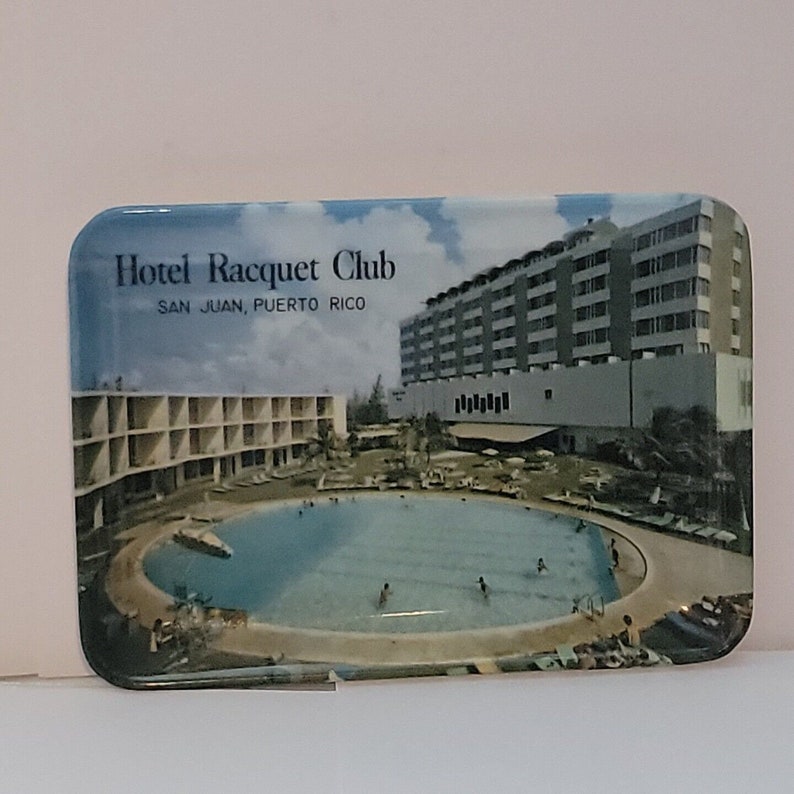 Hotel Racquet Club
SAN JUAN, PUERTO RICO